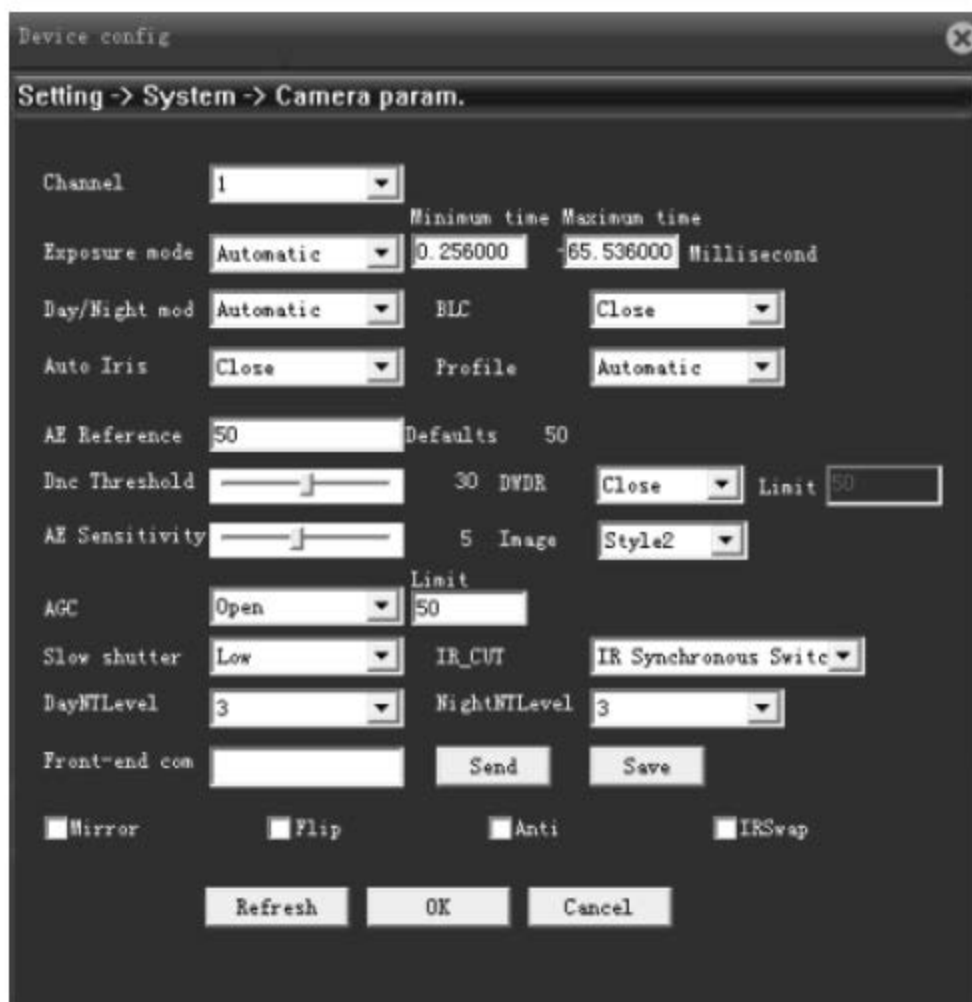 Device config
Setting -> System -> Camera param.
Channel 1
Minimum time Maximum time
Exposure mode Automatic 0.256000 -65.536000 Millisecond
Day/Night mod Automatic BLC Close
Auto Iris Close Profile Automatic
AE Reference 50 Defaults 50
Dnc Threshold 30 DWDR Close Limit 50
AE Sensitivity 5 Image Style2
Limit
AGC Open 50
Slow shutter Low IR_CUT IR Synchronous Switc
DayNTLevel 3 NightNTLevel 3
Front-end com Send Save
Mirror Flip Anti IRSwap
Refresh OK Cancel